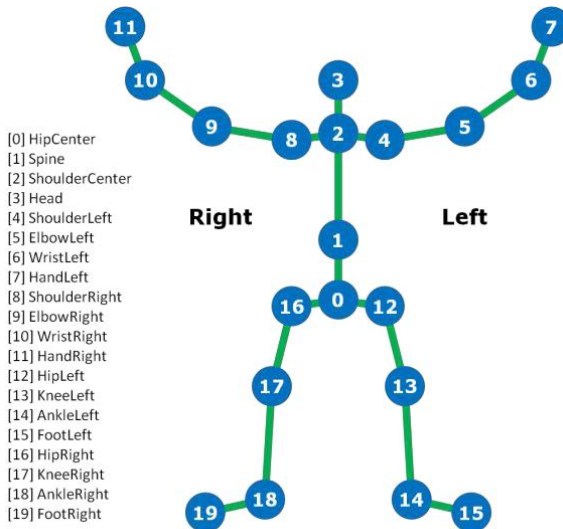 11
7
10
3
6
9
8
2
4
5
[0] HipCenter
[1] Spine
[2] ShoulderCenter
[3] Head
[4] ShoulderLeft
[5] ElbowLeft
[6] WristLeft
[7] HandLeft
[8] ShoulderRight
[9] ElbowRight
[10] WristRight
[11] HandRight
[12] HipLeft
[13] KneeLeft
[14] AnkleLeft
[15] FootLeft
[16] HipRight
[17] KneeRight
[18] AnkleRight
[19] FootRight
Right
Left
1
16
0
12
17
13
19
18
14
15